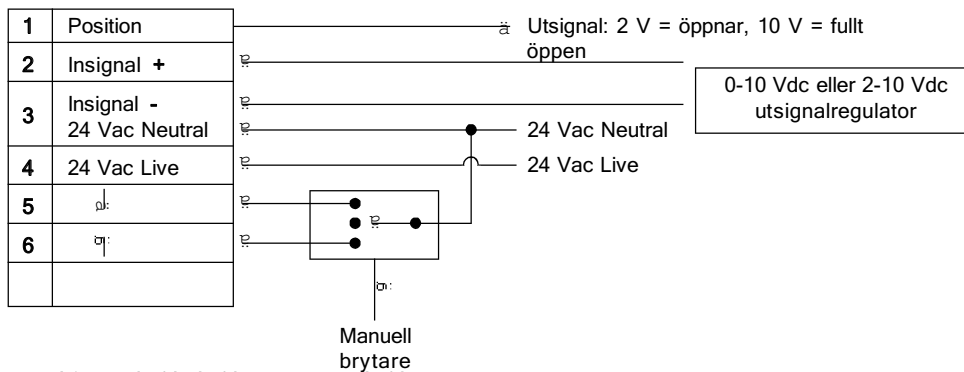 1 Position
Utsignal: 2 V = öppnar, 10 V = fullt
öppen
2 Insignal +
0-10 Vdc eller 2-10 Vdc
utsignalregulator
3 Insignal -
24 Vac Neutral
24 Vac Neutral
4 24 Vac Live
24 Vac Live
5
6
Manuell
brytare